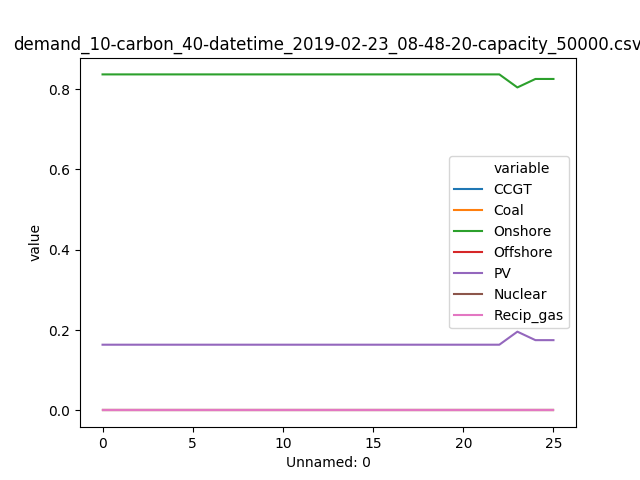 demand_10-carbon_40-datetime_2019-02-23_08-48-20-capacity_50000.csv
value
0.8
0.6
0.4
0.2
0.0
variable
CCGT
Coal
Onshore
Offshore
PV
Nuclear
Recip_gas
0 5 10 15 20 25
Unnamed: 0